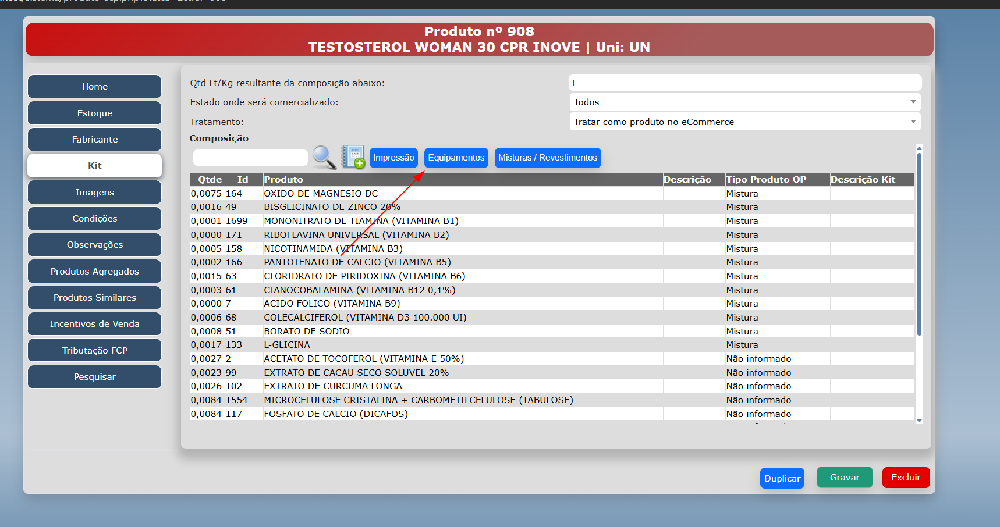 Produto nº 908
TESTOSTEROL WOMAN 30 CPR INOVE | Uni: UN
Home
Estoque
Fabricante
Kit
Imagens
Condições
Observações
Produtos Agregados
Produtos Similares
Incentivos de Venda
Tributação FCP
Pesquisar
Qtd Lt/Kg resultante da composição abaixo: 1
Estado onde será comercializado: Todos
Tratamento: Tratar como produto no eCommerce
Composição
Impressão Equipamentos Misturas / Revestimentos
Qtde Id Produto Descrição Tipo Produto OP Descrição Kit
0,0075 164 OXIDO DE MAGNESIO DC Mistura
0,0016 49 BISGLICINATO DE ZINCO 20% Mistura
0,0001 1699 MONONITRATO DE TIAMINA (VITAMINA B1) Mistura
0,0000 171 RIBOFLAVINA UNIVERSAL (VITAMINA B2) Mistura
0,0005 158 NICOTINAMIDA (VITAMINA B3) Mistura
0,0002 166 PANTOTENATO DE CALCIO (VITAMINA B5) Mistura
0,0015 63 CLORIDRATO DE PIRIDOXINA (VITAMINA B6) Mistura
0,0003 61 CIANOCOBALAMINA (VITAMINA B12 0,1%) Mistura
0,0000 7 ACIDO FOLICO (VITAMINA B9) Mistura
0,0006 68 COLECALCIFEROL (VITAMINA D3 100.000 UI) Mistura
0,0008 51 BORATO DE SODIO Mistura
0,0017 133 L-GLICINA Mistura
0,0027 2 ACETATO DE TOCOFEROL (VITAMINA E 50%) Não informado
0,0023 99 EXTRATO DE CACAU SECO SOLUVEL 20% Não informado
0,0026 102 EXTRATO DE CURCUMA LONGA Não informado
0,0084 1554 MICROCELULOSE CRISTALINA + CARBOMETILCELULOSE (TABULOSE) Não informado
0,0084 117 FOSFATO DE CALCIO (DICAFOS) Não informado
Duplicar Gravar Excluir